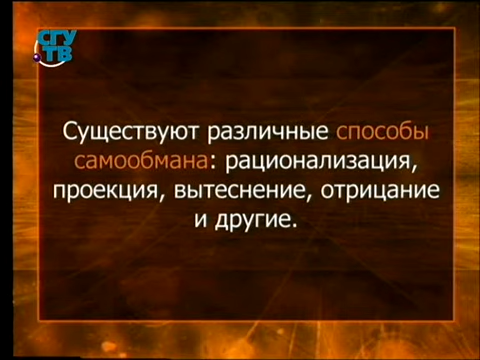 СГУ
ТВ
Существуют различные способы
самообмана: рационализация,
проекция, вытеснение, отрицание
и другие.